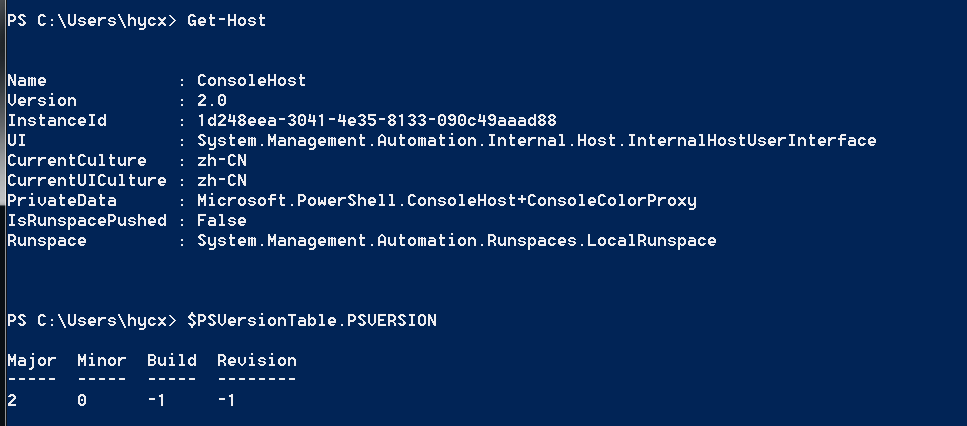 PS C:\Users\hycx> Get-Host
Name             : ConsoleHost
Version          : 2.0
InstanceId       : 1d248eea-3041-4e35-8133-090c49aaad88
UI               : System.Management.Automation.Internal.Host.InternalHostUserInterface
CurrentCulture   : zh-CN
CurrentUICulture : zh-CN
PrivateData      : Microsoft.PowerShell.ConsoleHost+ConsoleColorProxy
IsRunspacePushed : False
Runspace         : System.Management.Automation.Runspaces.LocalRunspace
PS C:\Users\hycx> $PSVersionTable.PSVERSION
Major  Minor  Build  Revision
-----  -----  -----  --------
2      0      -1     -1